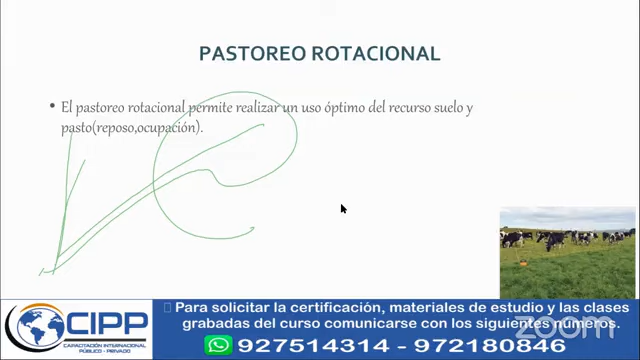 PASTOREO ROTACIONAL
• El pastoreo rotacional permite realizar un uso óptimo del recurso suelo y
pasto(reposo,ocupación).
zoom
CIPP
CAPACITACIÓN INTERNACIONAL
PÚBLICO - PRIVADO
Para solicitar la certificación, materiales de estudio y las clases
grabadas del curso comunicarse con los siguientes números.
927514314 - 972180846